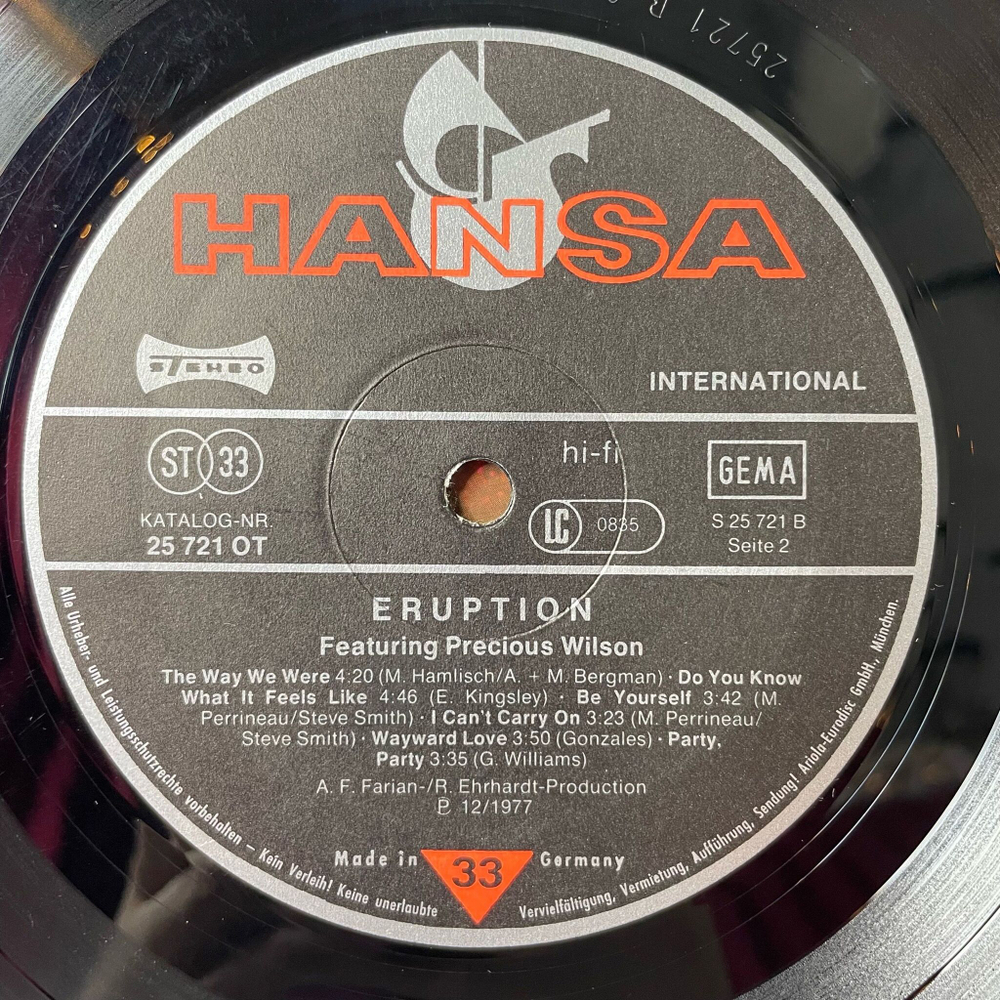 25721 B
HANSA
STEREO
INTERNATIONAL
ST 33
hi-fi
GEMA
KATALOG-NR.
25 721 OT
LC 0835
S 25 721 B
Seite 2
ERUPTION
Featuring Precious Wilson
The Way We Were 4:20 (M. Hamlisch/A. + M. Bergman) · Do You Know
What It Feels Like 4:46 (E. Kingsley) · Be Yourself 3:42 (M.
Perrineau/Steve Smith) · I Can't Carry On 3:23 (M. Perrineau/
Steve Smith) · Wayward Love 3:50 (Gonzales) · Party,
Party 3:35 (G. Williams)
A. F. Farian-/R. Ehrhardt-Production
℗ 12/1977
Made in 33 Germany
Alle Urheber- und Leistungsschutzrechte vorbehalten – Kein Verleih! Keine unerlaubte Vervielfältigung, Vermietung, Aufführung, Sendung! Ariola-Eurodisc GmbH., München.